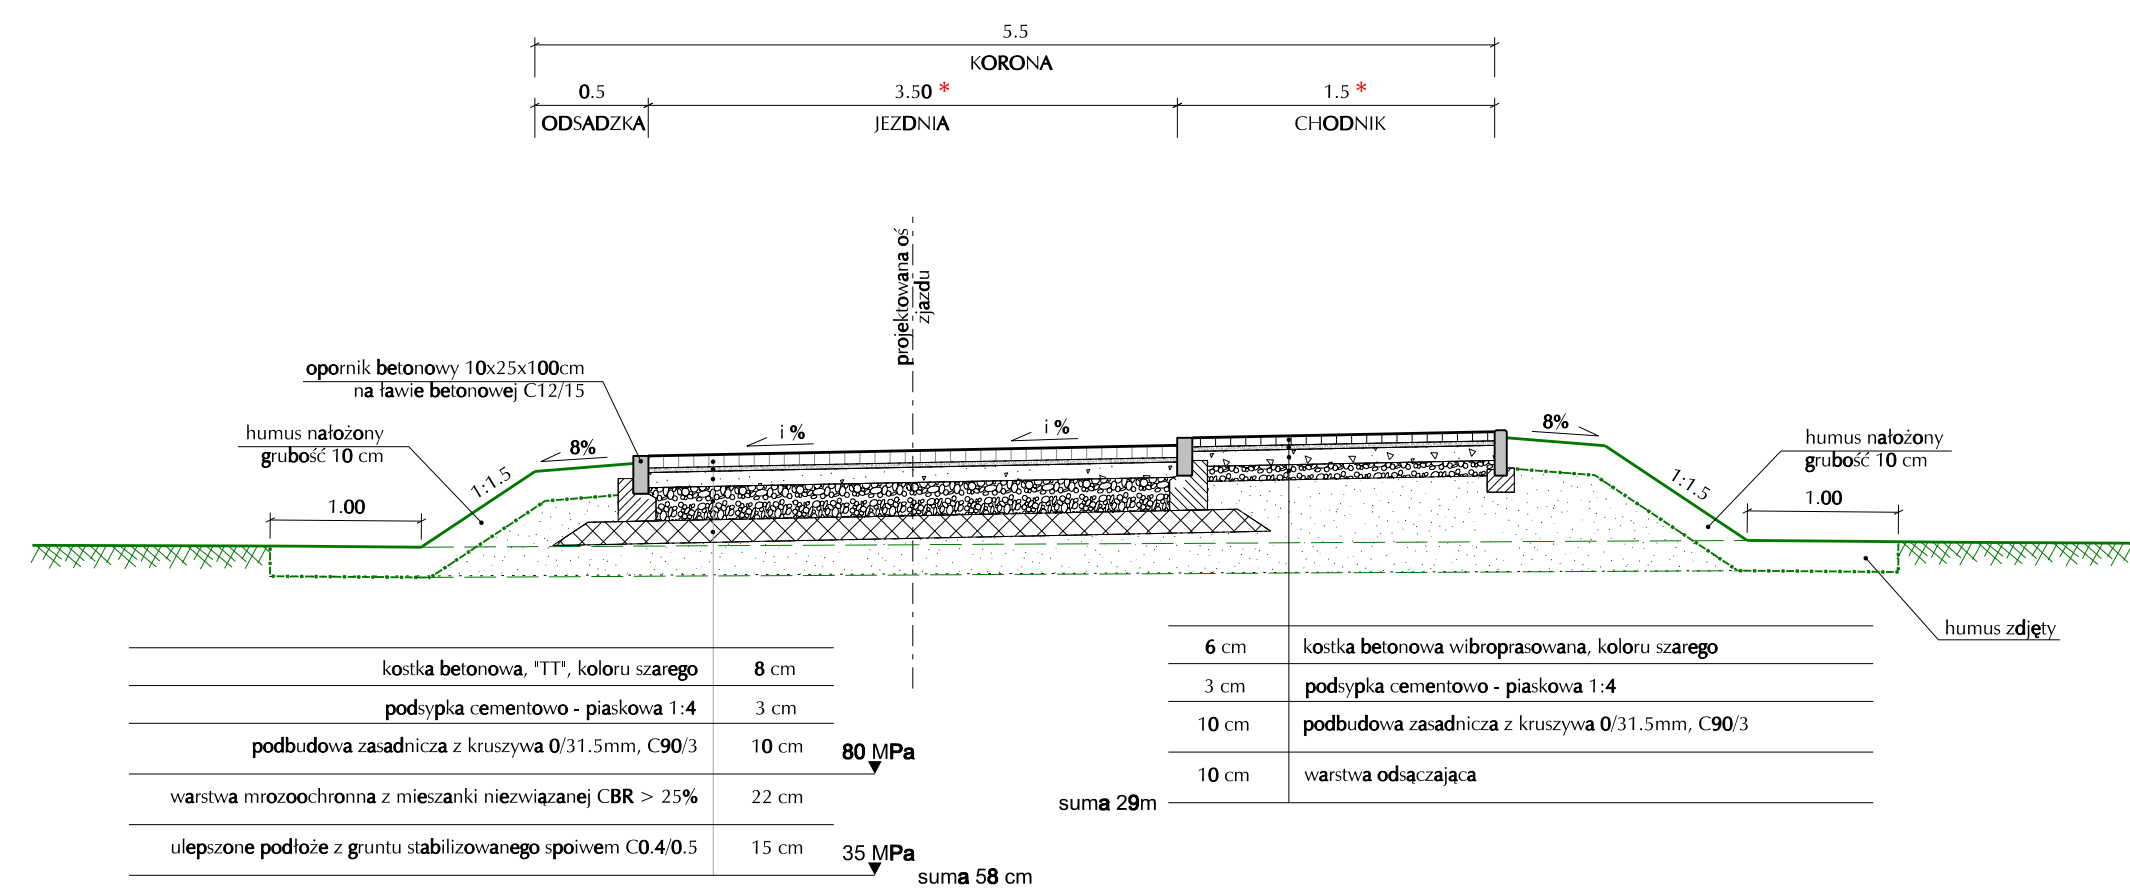 5.5
KORONA
0.5
3.50 *
1.5 *
ODSADZKA
JEZDNIA
CHODNIK
projektowana oś
zjazdu
opornik betonowy 10x25x100cm
na ławie betonowej C12/15
humus nałożony
grubość 10 cm
8%
i %
i %
8%
humus nałożony
grubość 10 cm
1:1.5
1:1.5
1.00
1.00
humus zdjęty
kostka betonowa, "TT", koloru szarego 8 cm
podsypka cementowo - piaskowa 1:4 3 cm
podbudowa zasadnicza z kruszywa 0/31.5mm, C90/3 10 cm
80 MPa
warstwa mrozoochronna z mieszanki niezwiązanej CBR > 25% 22 cm
ulepszone podłoże z gruntu stabilizowanego spoiwem C0.4/0.5 15 cm
35 MPa
suma 58 cm
6 cm kostka betonowa wibroprasowana, koloru szarego
3 cm podsypka cementowo - piaskowa 1:4
10 cm podbudowa zasadnicza z kruszywa 0/31.5mm, C90/3
10 cm warstwa odsączająca
suma 29m